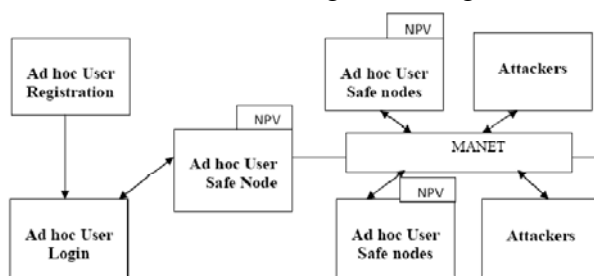 NPV
Ad hoc User
Registration
Ad hoc User
Safe nodes
Attackers
NPV
Ad hoc User
Safe Node
MANET
NPV
Ad hoc User
Login
Ad hoc User
Safe nodes
Attackers